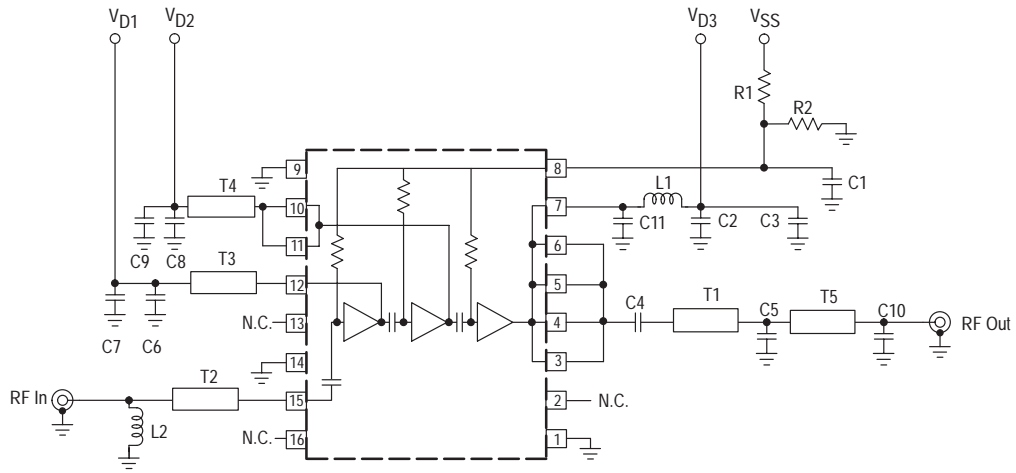 VD1
VD2
VD3
VSS
R1
R2
9
8
C1
T4
10
L1
7
C11
C2
C3
C9
C8
11
6
T3
12
5
C4
T1
C5
T5
C10
RF Out
C7
C6
N.C.
13
4
14
3
RF In
T2
15
2
N.C.
L2
N.C.
16
1